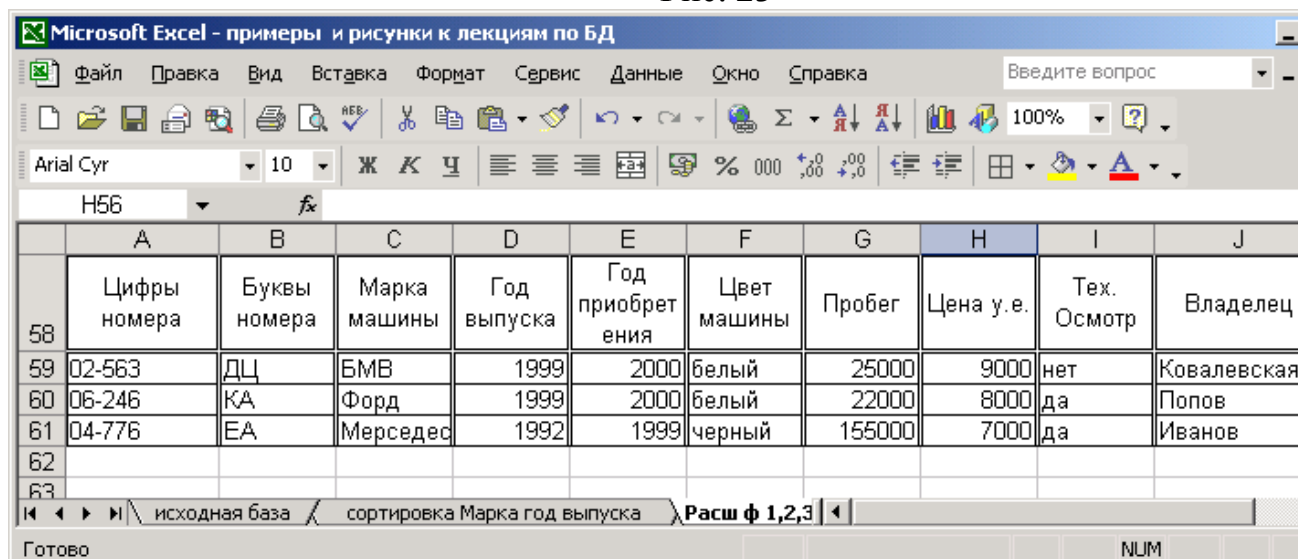 Microsoft Excel - примеры и рисунки к лекциям по БД
Файл Правка Вид Вставка Формат Сервис Данные Окно Справка Введите вопрос
100%
Arial Cyr 10 Ж К Ч % 000
H56 fx
A B C D E F G H I J
58 Цифры номера Буквы номера Марка машины Год выпуска Год приобрет ения Цвет машины Пробег Цена у.е. Тех. Осмотр Владелец
59 02-563 ДЦ БМВ 1999 2000 белый 25000 9000 нет Ковалевская
60 06-246 КА Форд 1999 2000 белый 22000 8000 да Попов
61 04-776 ЕА Мерседес 1992 1999 черный 155000 7000 да Иванов
62
63
исходная база сортировка Марка год выпуска Расш ф 1,2,3
Готово NUM